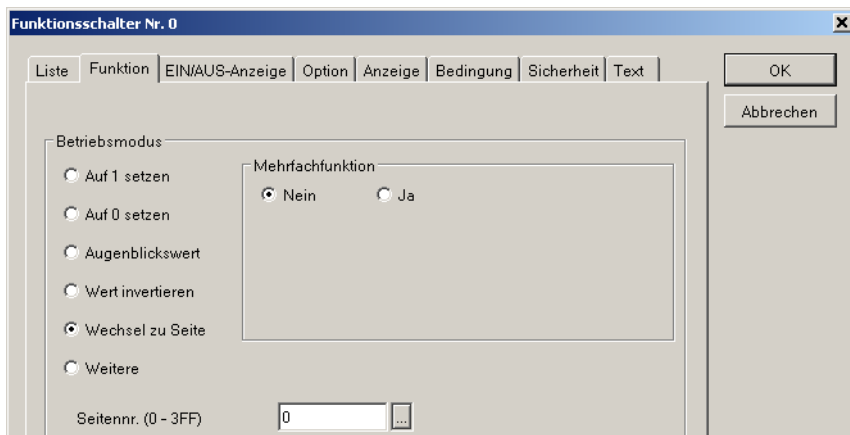 Funktionsschalter Nr. 0
Liste Funktion EIN/AUS-Anzeige Option Anzeige Bedingung Sicherheit Text
OK
Abbrechen
Betriebsmodus
Auf 1 setzen
Auf 0 setzen
Augenblickswert
Wert invertieren
Wechsel zu Seite
Weitere
Mehrfachfunktion
Nein Ja
Seitennr. (0 - 3FF) 0 ...